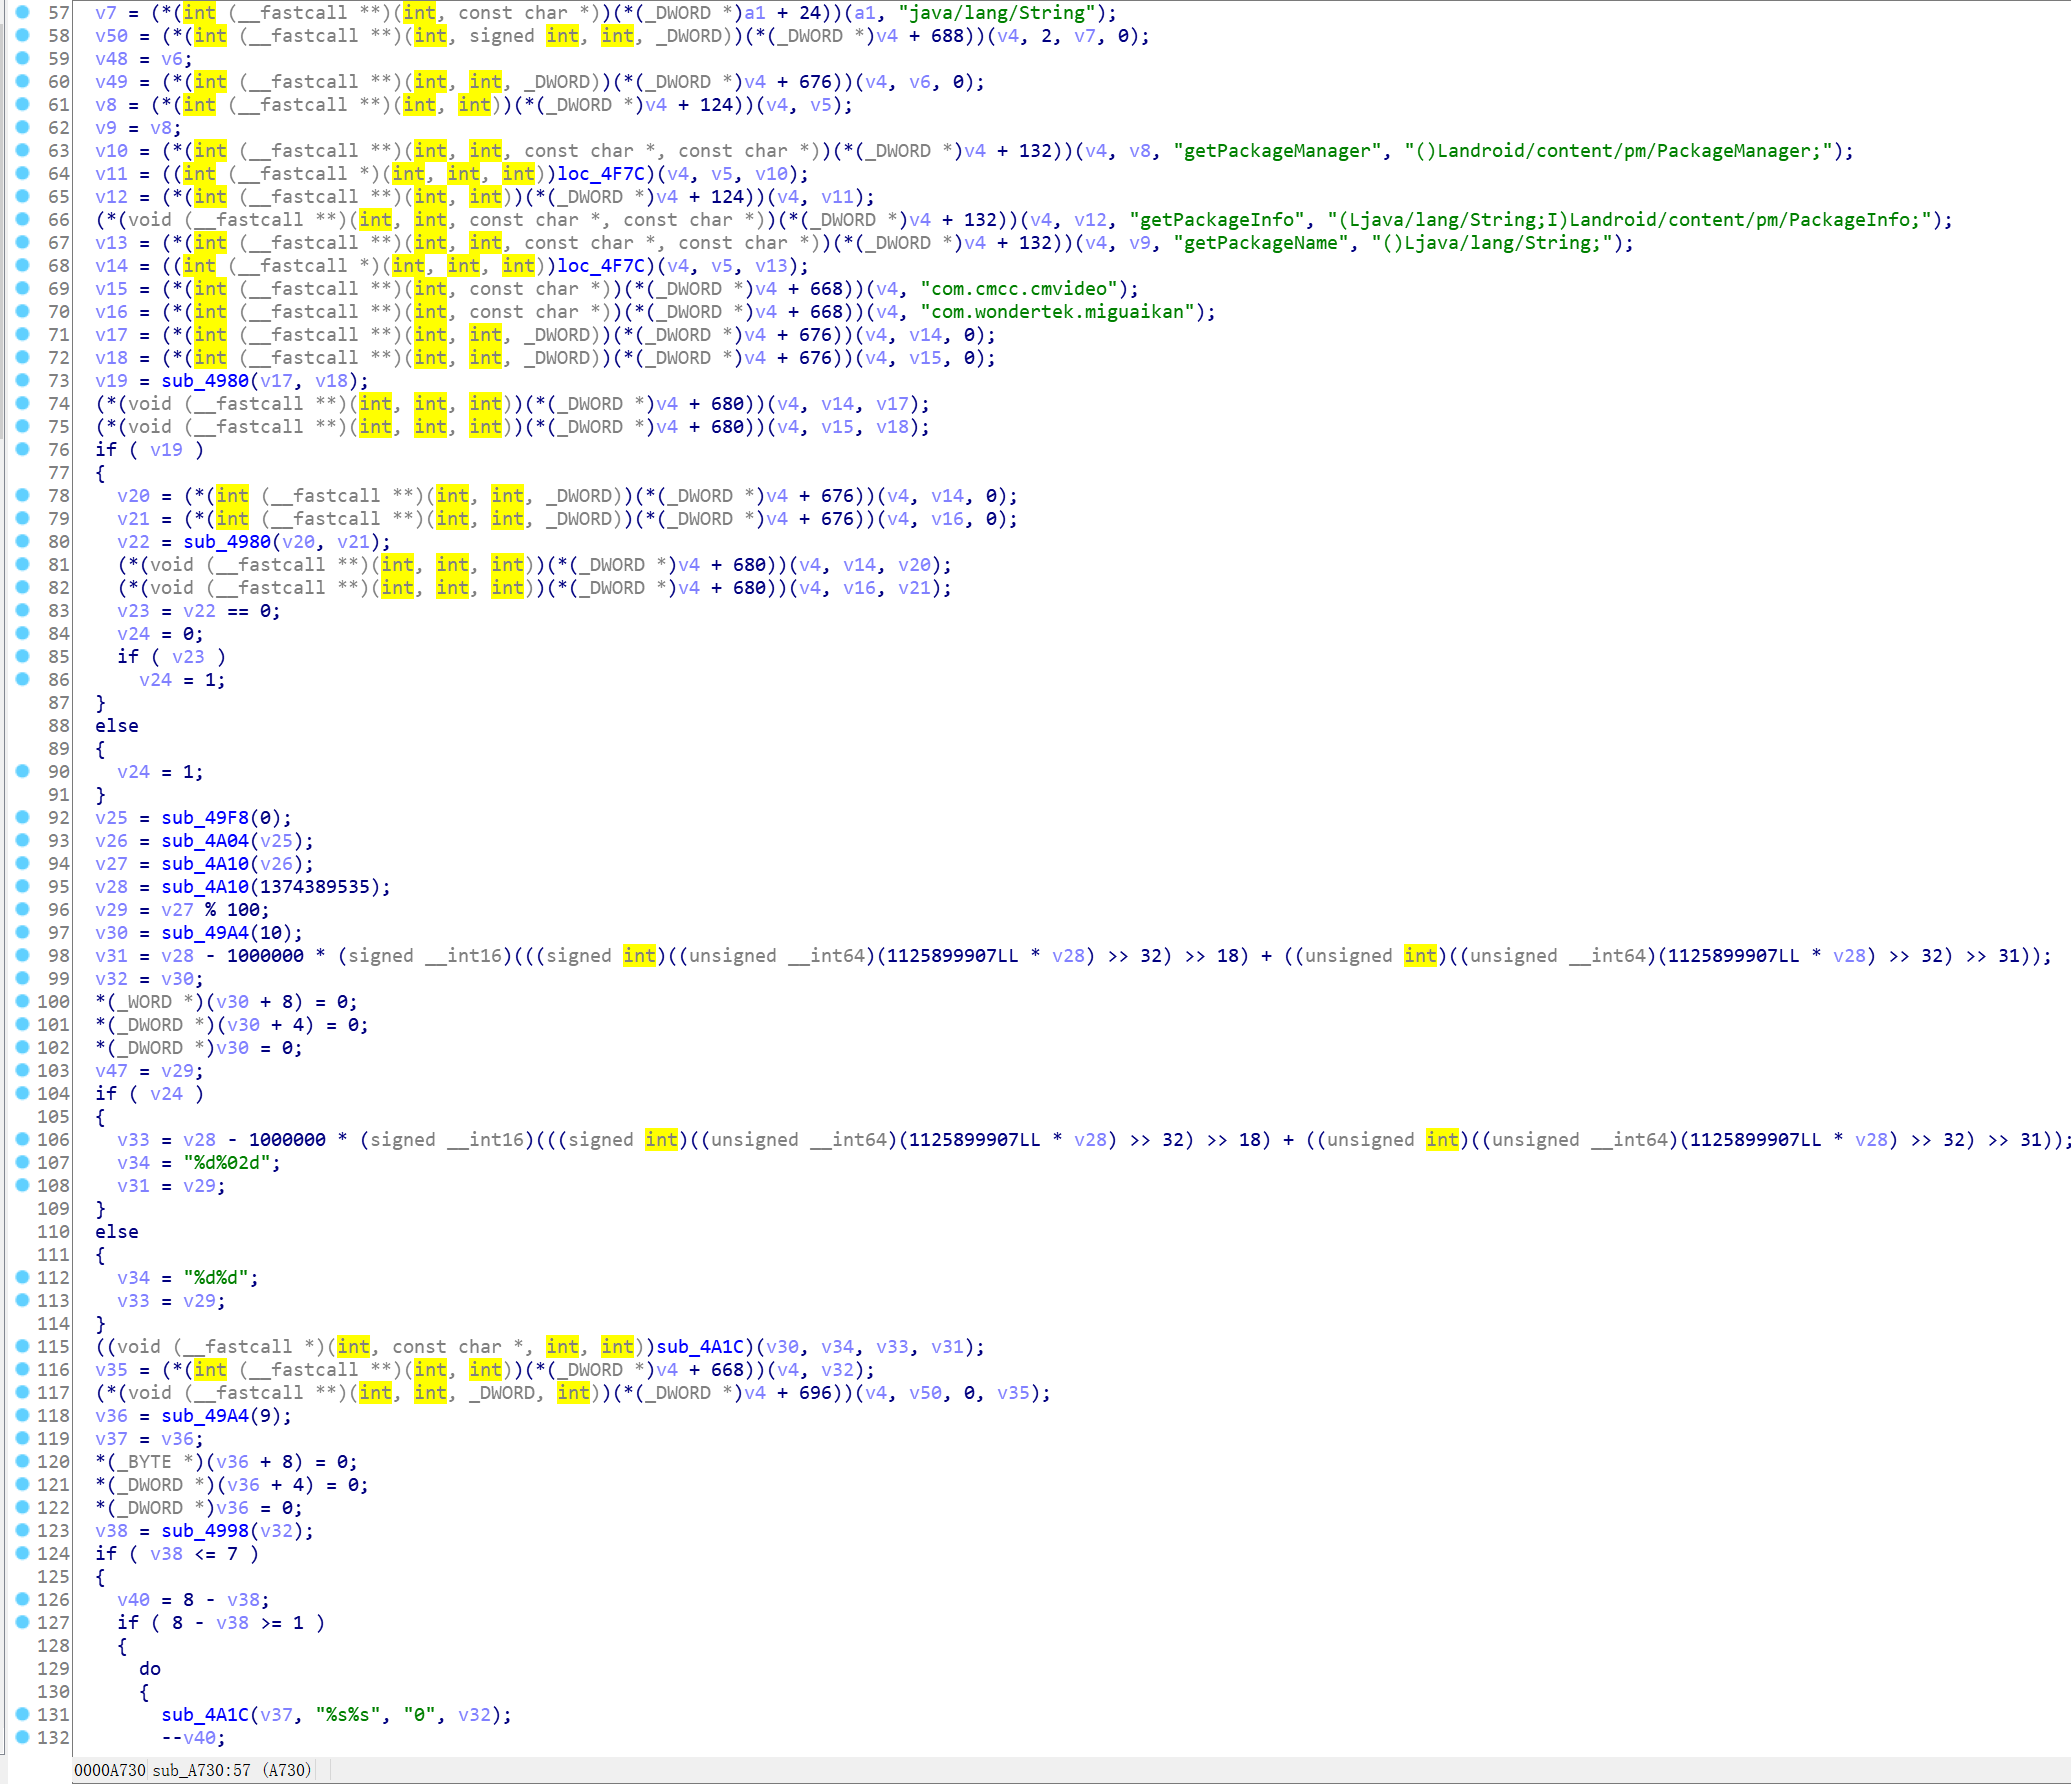 57 v7 = (*(int (__fastcall **)(int, const char *))(*(_DWORD *)a1 + 24))(a1, "java/lang/String");
58 v50 = (*(int (__fastcall **)(int, signed int, int, _DWORD))(*(_DWORD *)v4 + 688))(v4, 2, v7, 0);
59 v48 = v6;
60 v49 = (*(int (__fastcall **)(int, int, _DWORD))(*(_DWORD *)v4 + 676))(v4, v6, 0);
61 v8 = (*(int (__fastcall **)(int, int))(*(_DWORD *)v4 + 124))(v4, v5);
62 v9 = v8;
63 v10 = (*(int (__fastcall **)(int, int, const char *, const char *))(*(_DWORD *)v4 + 132))(v4, v8, "getPackageManager", "()Landroid/content/pm/PackageManager;");
64 v11 = ((int (__fastcall *)(int, int, int))loc_4F7C)(v4, v5, v10);
65 v12 = (*(int (__fastcall **)(int, int))(*(_DWORD *)v4 + 124))(v4, v11);
66 (*(void (__fastcall **)(int, int, const char *, const char *))(*(_DWORD *)v4 + 132))(v4, v12, "getPackageInfo", "(Ljava/lang/String;I)Landroid/content/pm/PackageInfo;");
67 v13 = (*(int (__fastcall **)(int, int, const char *, const char *))(*(_DWORD *)v4 + 132))(v4, v9, "getPackageName", "()Ljava/lang/String;");
68 v14 = ((int (__fastcall *)(int, int, int))loc_4F7C)(v4, v5, v13);
69 v15 = (*(int (__fastcall **)(int, const char *))(*(_DWORD *)v4 + 668))(v4, "com.cmcc.cmvideo");
70 v16 = (*(int (__fastcall **)(int, const char *))(*(_DWORD *)v4 + 668))(v4, "com.wondertek.miguaikan");
71 v17 = (*(int (__fastcall **)(int, int, _DWORD))(*(_DWORD *)v4 + 676))(v4, v14, 0);
72 v18 = (*(int (__fastcall **)(int, int, _DWORD))(*(_DWORD *)v4 + 676))(v4, v15, 0);
73 v19 = sub_4980(v17, v18);
74 (*(void (__fastcall **)(int, int, int))(*(_DWORD *)v4 + 680))(v4, v14, v17);
75 (*(void (__fastcall **)(int, int, int))(*(_DWORD *)v4 + 680))(v4, v15, v18);
76 if ( v19 )
77 {
78 v20 = (*(int (__fastcall **)(int, int, _DWORD))(*(_DWORD *)v4 + 676))(v4, v14, 0);
79 v21 = (*(int (__fastcall **)(int, int, _DWORD))(*(_DWORD *)v4 + 676))(v4, v16, 0);
80 v22 = sub_4980(v20, v21);
81 (*(void (__fastcall **)(int, int, int))(*(_DWORD *)v4 + 680))(v4, v14, v20);
82 (*(void (__fastcall **)(int, int, int))(*(_DWORD *)v4 + 680))(v4, v16, v21);
83 v23 = v22 == 0;
84 v24 = 0;
85 if ( v23 )
86 v24 = 1;
87 }
88 else
89 {
90 v24 = 1;
91 }
92 v25 = sub_49F8(0);
93 v26 = sub_4A04(v25);
94 v27 = sub_4A10(v26);
95 v28 = sub_4A10(1374389535);
96 v29 = v27 % 100;
97 v30 = sub_49A4(10);
98 v31 = v28 - 1000000 * (signed __int16)(((signed int)((unsigned __int64)(1125899907LL * v28) >> 32) >> 18) + ((unsigned int)((unsigned __int64)(1125899907LL * v28) >> 32) >> 31));
99 v32 = v30;
100 *(_WORD *)(v30 + 8) = 0;
101 *(_DWORD *)(v30 + 4) = 0;
102 *(_DWORD *)v30 = 0;
103 v47 = v29;
104 if ( v24 )
105 {
106 v33 = v28 - 1000000 * (signed __int16)(((signed int)((unsigned __int64)(1125899907LL * v28) >> 32) >> 18) + ((unsigned int)((unsigned __int64)(1125899907LL * v28) >> 32) >> 31));
107 v34 = "%d%02d";
108 v31 = v29;
109 }
110 else
111 {
112 v34 = "%d%d";
113 v33 = v29;
114 }
115 ((void (__fastcall *)(int, const char *, int, int))sub_4A1C)(v30, v34, v33, v31);
116 v35 = (*(int (__fastcall **)(int, int))(*(_DWORD *)v4 + 668))(v4, v32);
117 (*(void (__fastcall **)(int, int, _DWORD, int))(*(_DWORD *)v4 + 696))(v4, v50, 0, v35);
118 v36 = sub_49A4(9);
119 v37 = v36;
120 *(_BYTE *)(v36 + 8) = 0;
121 *(_DWORD *)(v36 + 4) = 0;
122 *(_DWORD *)v36 = 0;
123 v38 = sub_4998(v32);
124 if ( v38 <= 7 )
125 {
126 v40 = 8 - v38;
127 if ( 8 - v38 >= 1 )
128 {
129 do
130 {
131 sub_4A1C(v37, "%s%s", "0", v32);
132 --v40;
0000A730 sub_A730:57 (A730)